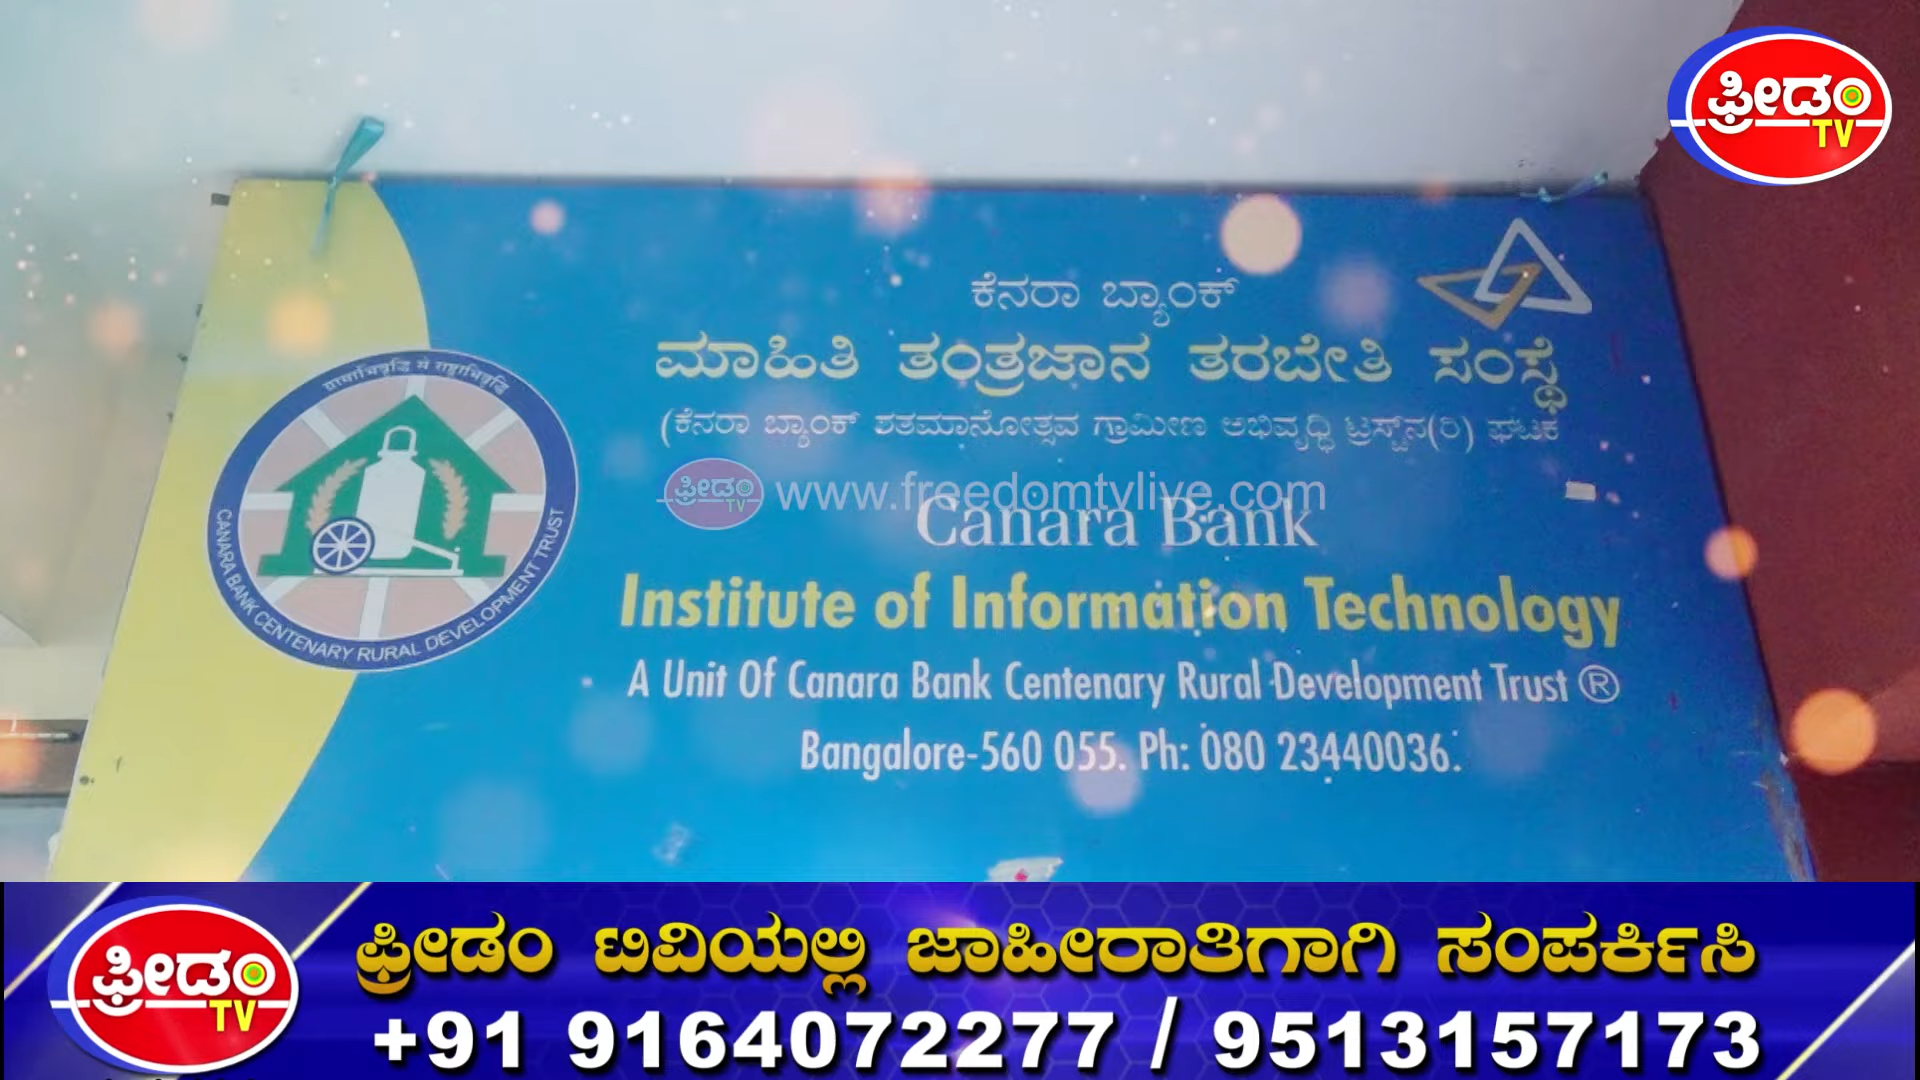 ಫ್ರೀಡಂ
TV
ಕೆನರಾ ಬ್ಯಾಂಕ್
ಮಾಹಿತಿ ತಂತ್ರಜ್ಞಾನ ತರಬೇತಿ ಸಂಸ್ಥೆ
(ಕೆನರಾ ಬ್ಯಾಂಕ್ ಶತಮಾನೋತ್ಸವ ಗ್ರಾಮೀಣ ಅಭಿವೃದ್ಧಿ ಟ್ರಸ್ಟ್‌ನ(ರಿ) ಘಟಕ
ಫ್ರೀಡಂ TV www.freedomtvlive.com
Canara Bank
Institute of Information Technology
A Unit Of Canara Bank Centenary Rural Development Trust ®
Bangalore-560 055. Ph: 080 23440036.
ग्रामाभिवृद्धि मे राष्ट्राभिवृद्धि
CANARA BANK CENTENARY RURAL DEVELOPMENT TRUST
ಫ್ರೀಡಂ
TV
ಫ್ರೀಡಂ ಟಿವಿಯಲ್ಲಿ ಜಾಹೀರಾತಿಗಾಗಿ ಸಂಪರ್ಕಿಸಿ
+91 9164072277 / 9513157173